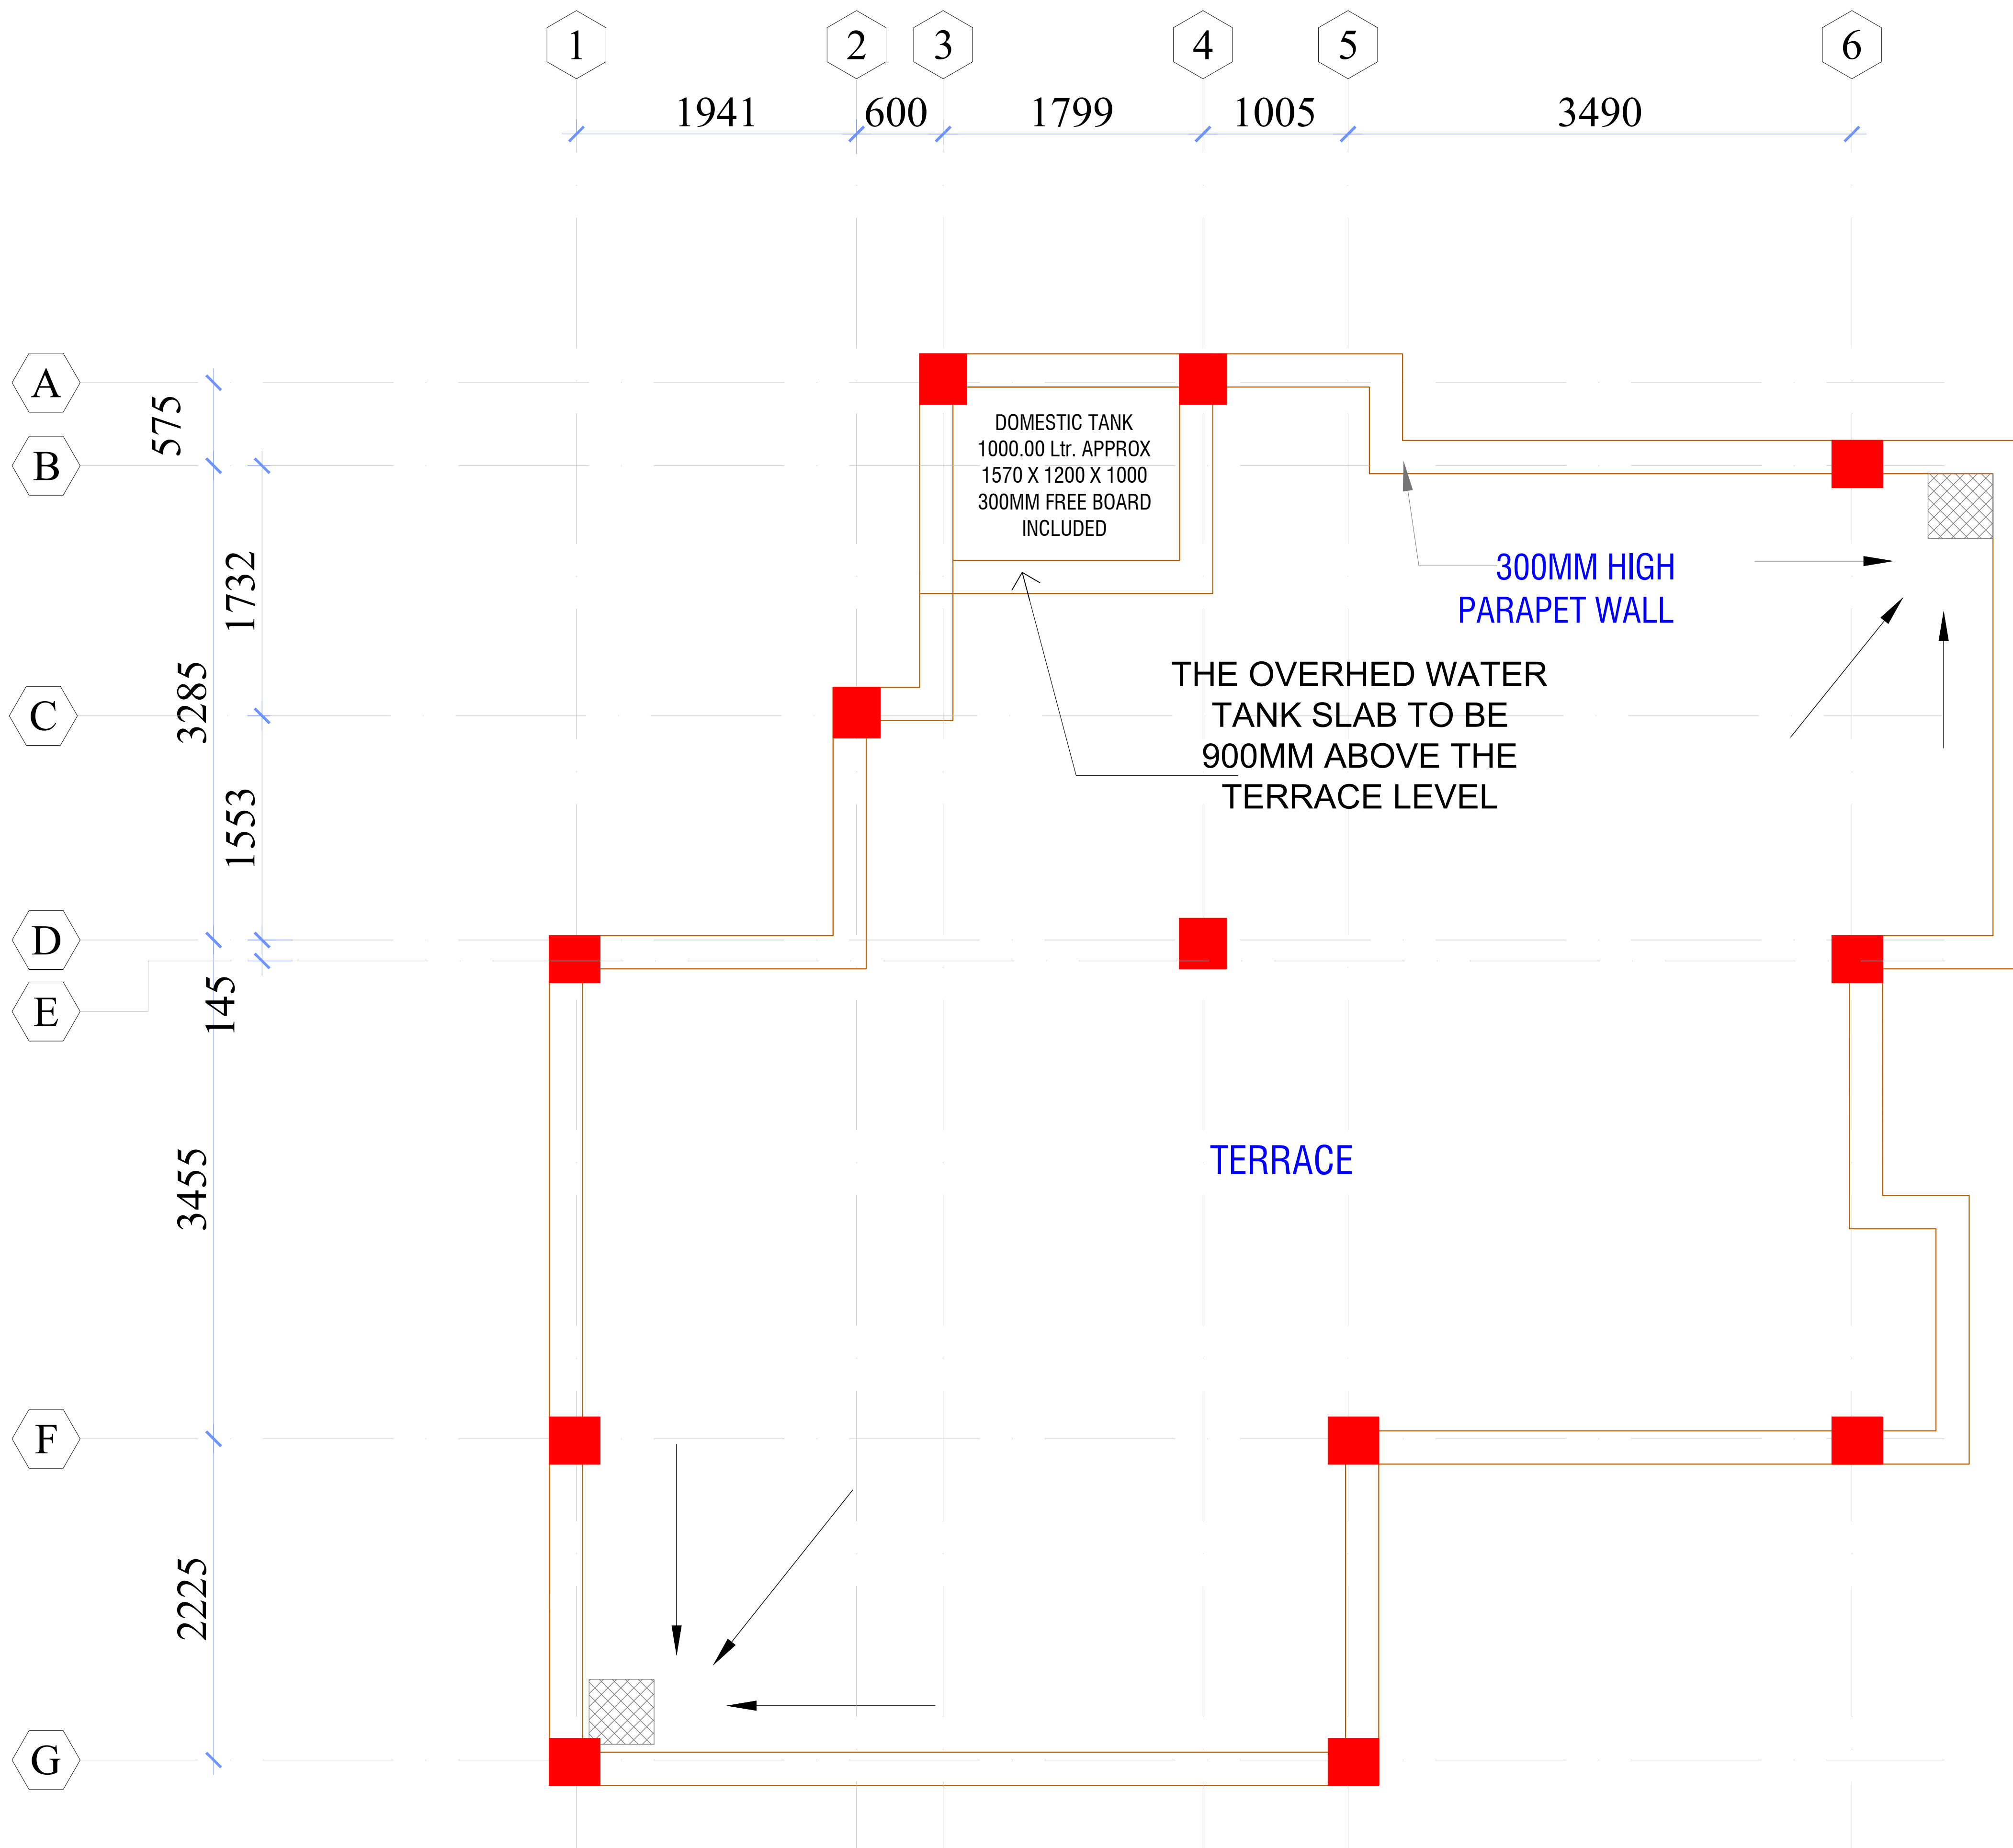 1 2 3 4 5 6
1941 600 1799 1005 3490
A
575
B
DOMESTIC TANK
1000.00 Ltr. APPROX
1570 X 1200 X 1000
300MM FREE BOARD
INCLUDED
1732
300MM HIGH
PARAPET WALL
3285
C
THE OVERHED WATER
TANK SLAB TO BE
900MM ABOVE THE
TERRACE LEVEL
1553
D
E
145
3455
TERRACE
F
2225
G